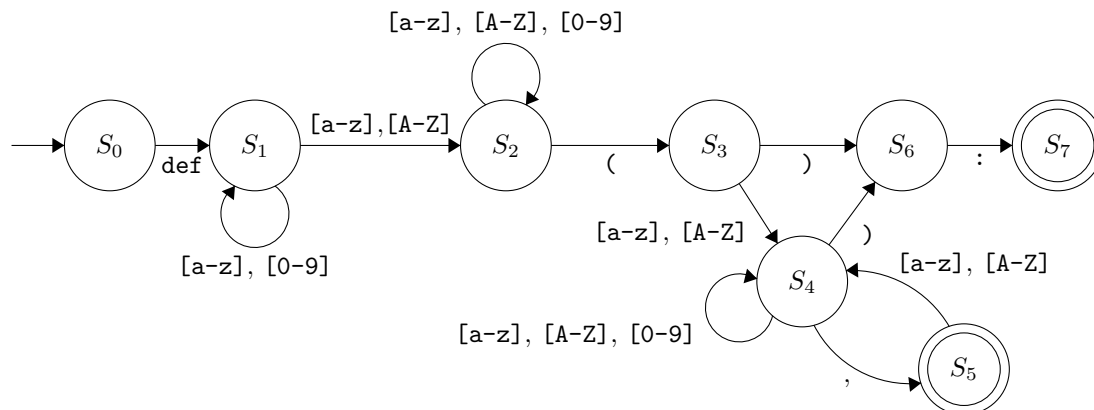 [a-z], [A-Z], [0-9]
S0 def S1 [a-z],[A-Z] S2 ( S3 ) S6 : S7
[a-z], [0-9]
[a-z], [A-Z]
)
[a-z], [A-Z]
S4
[a-z], [A-Z], [0-9]
,
S5